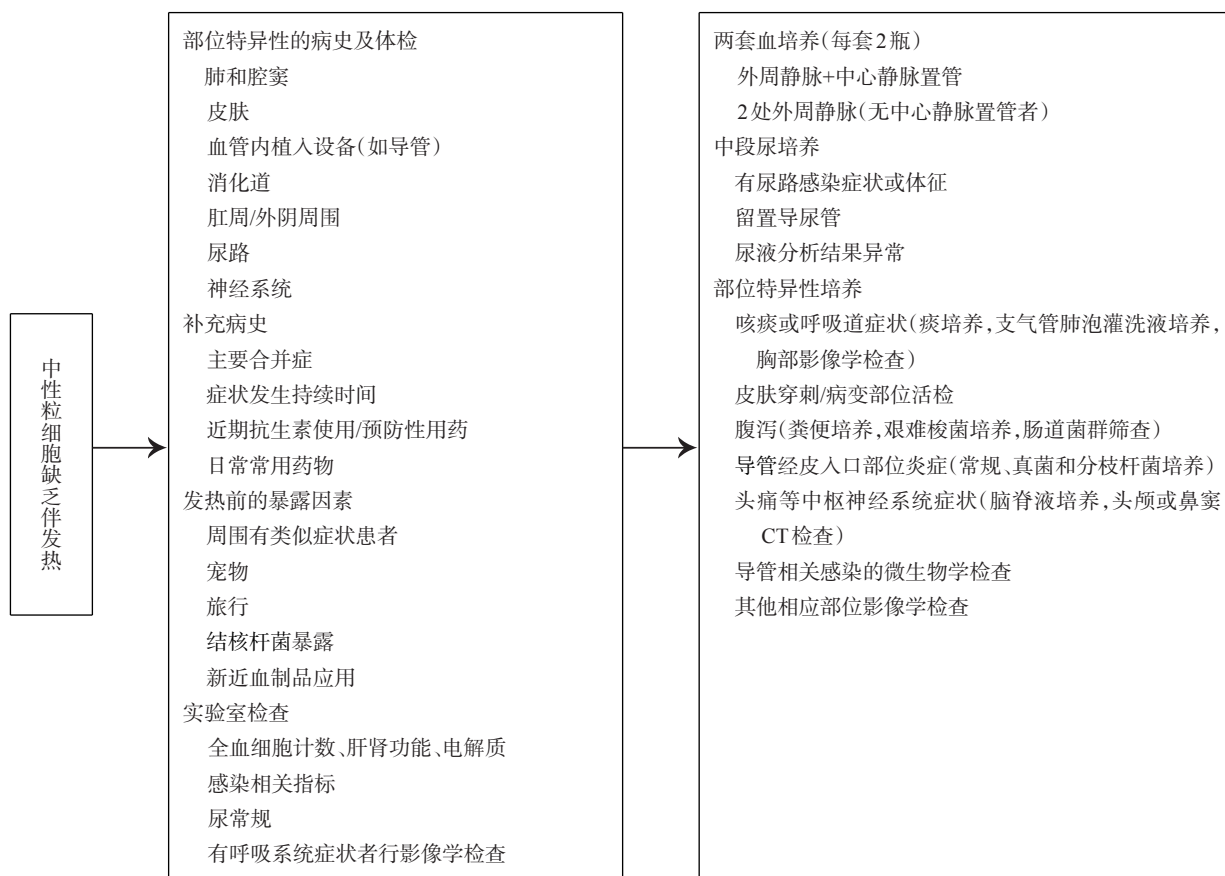 中性粒细胞缺乏伴发热
部位特异性的病史及体检
肺和腔窦
皮肤
血管内植入设备(如导管)
消化道
肛周/外阴周围
尿路
神经系统
补充病史
主要合并症
症状发生持续时间
近期抗生素使用/预防性用药
日常常用药物
发热前的暴露因素
周围有类似症状患者
宠物
旅行
结核杆菌暴露
新近血制品应用
实验室检查
全血细胞计数、肝肾功能、电解质
感染相关指标
尿常规
有呼吸系统症状者行影像学检查
两套血培养(每套2瓶)
外周静脉+中心静脉置管
2处外周静脉(无中心静脉置管者)
中段尿培养
有尿路感染症状或体征
留置导尿管
尿液分析结果异常
部位特异性培养
咳痰或呼吸道症状(痰培养,支气管肺泡灌洗液培养,
胸部影像学检查)
皮肤穿刺/病变部位活检
腹泻(粪便培养,艰难梭菌培养,肠道菌群筛查)
导管经皮入口部位炎症(常规、真菌和分枝杆菌培养)
头痛等中枢神经系统症状(脑脊液培养,头颅或鼻窦
CT检查)
导管相关感染的微生物学检查
其他相应部位影像学检查